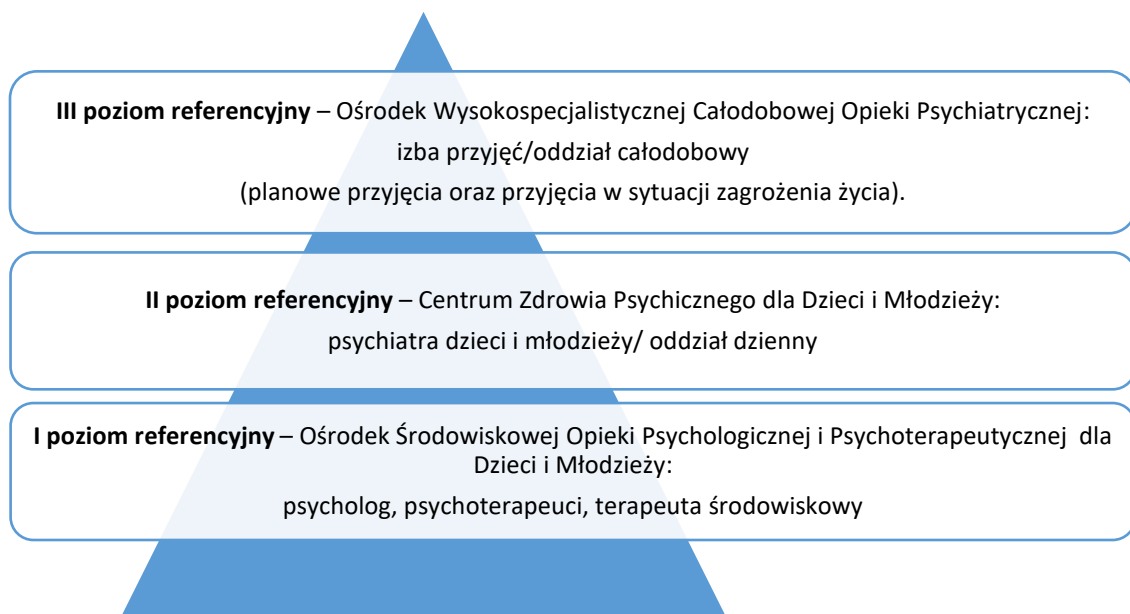 III poziom referencyjny – Ośrodek Wysokospecjalistycznej Całodobowej Opieki Psychiatrycznej:
izba przyjęć/oddział całodobowy
(planowe przyjęcia oraz przyjęcia w sytuacji zagrożenia życia).
II poziom referencyjny – Centrum Zdrowia Psychicznego dla Dzieci i Młodzieży:
psychiatra dzieci i młodzieży/ oddział dzienny
I poziom referencyjny – Ośrodek Środowiskowej Opieki Psychologicznej i Psychoterapeutycznej dla
Dzieci i Młodzieży:
psycholog, psychoterapeuci, terapeuta środowiskowy